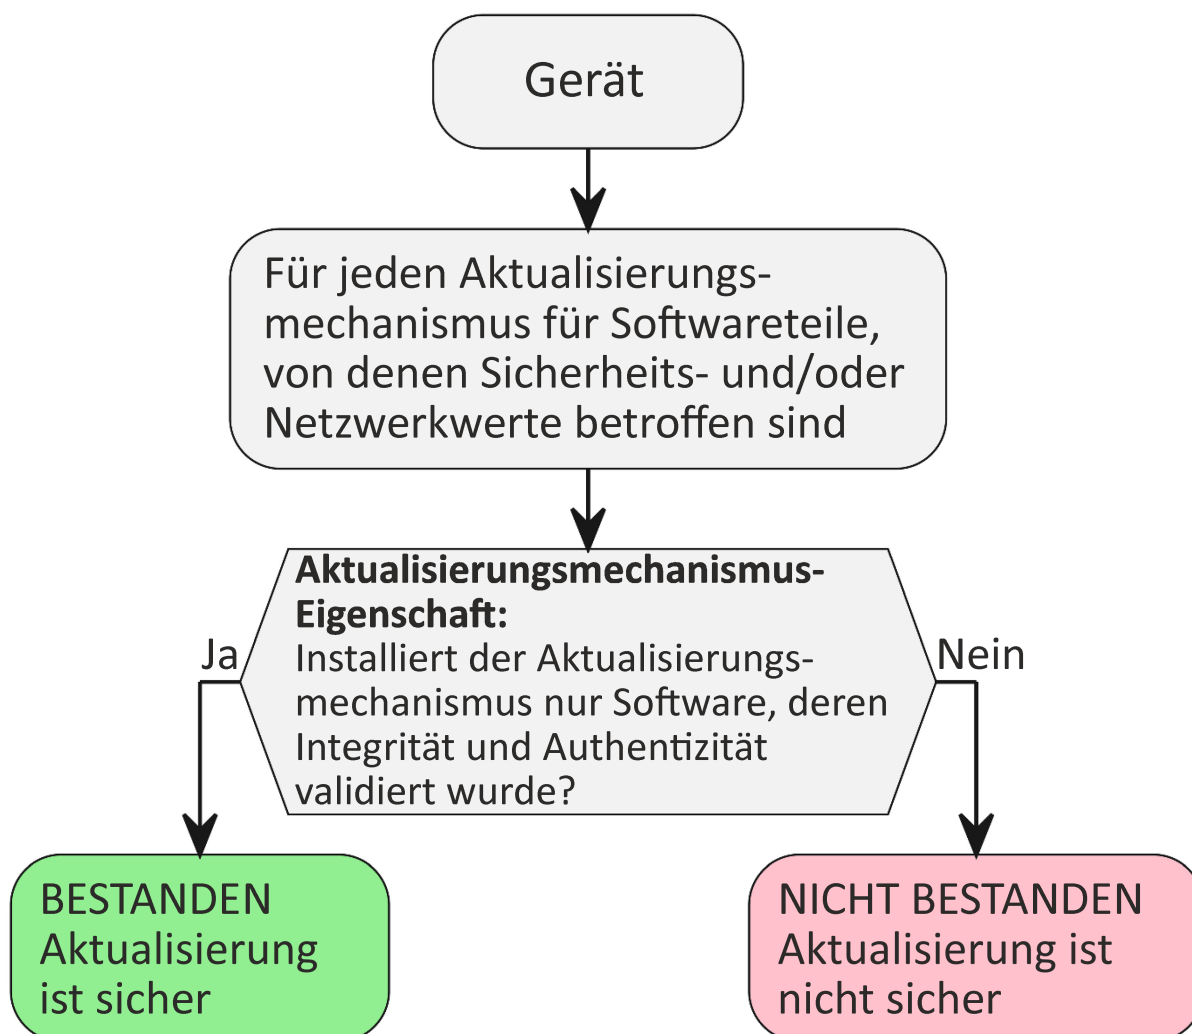 Gerät
Für jeden Aktualisierungs-
mechanismus für Softwareteile,
von denen Sicherheits- und/oder
Netzwerkwerte betroffen sind
Aktualisierungsmechanismus-
Eigenschaft:
Installiert der Aktualisierungs-
mechanismus nur Software, deren
Integrität und Authentizität
validiert wurde?
Ja
Nein
BESTANDEN
Aktualisierung
ist sicher
NICHT BESTANDEN
Aktualisierung ist
nicht sicher